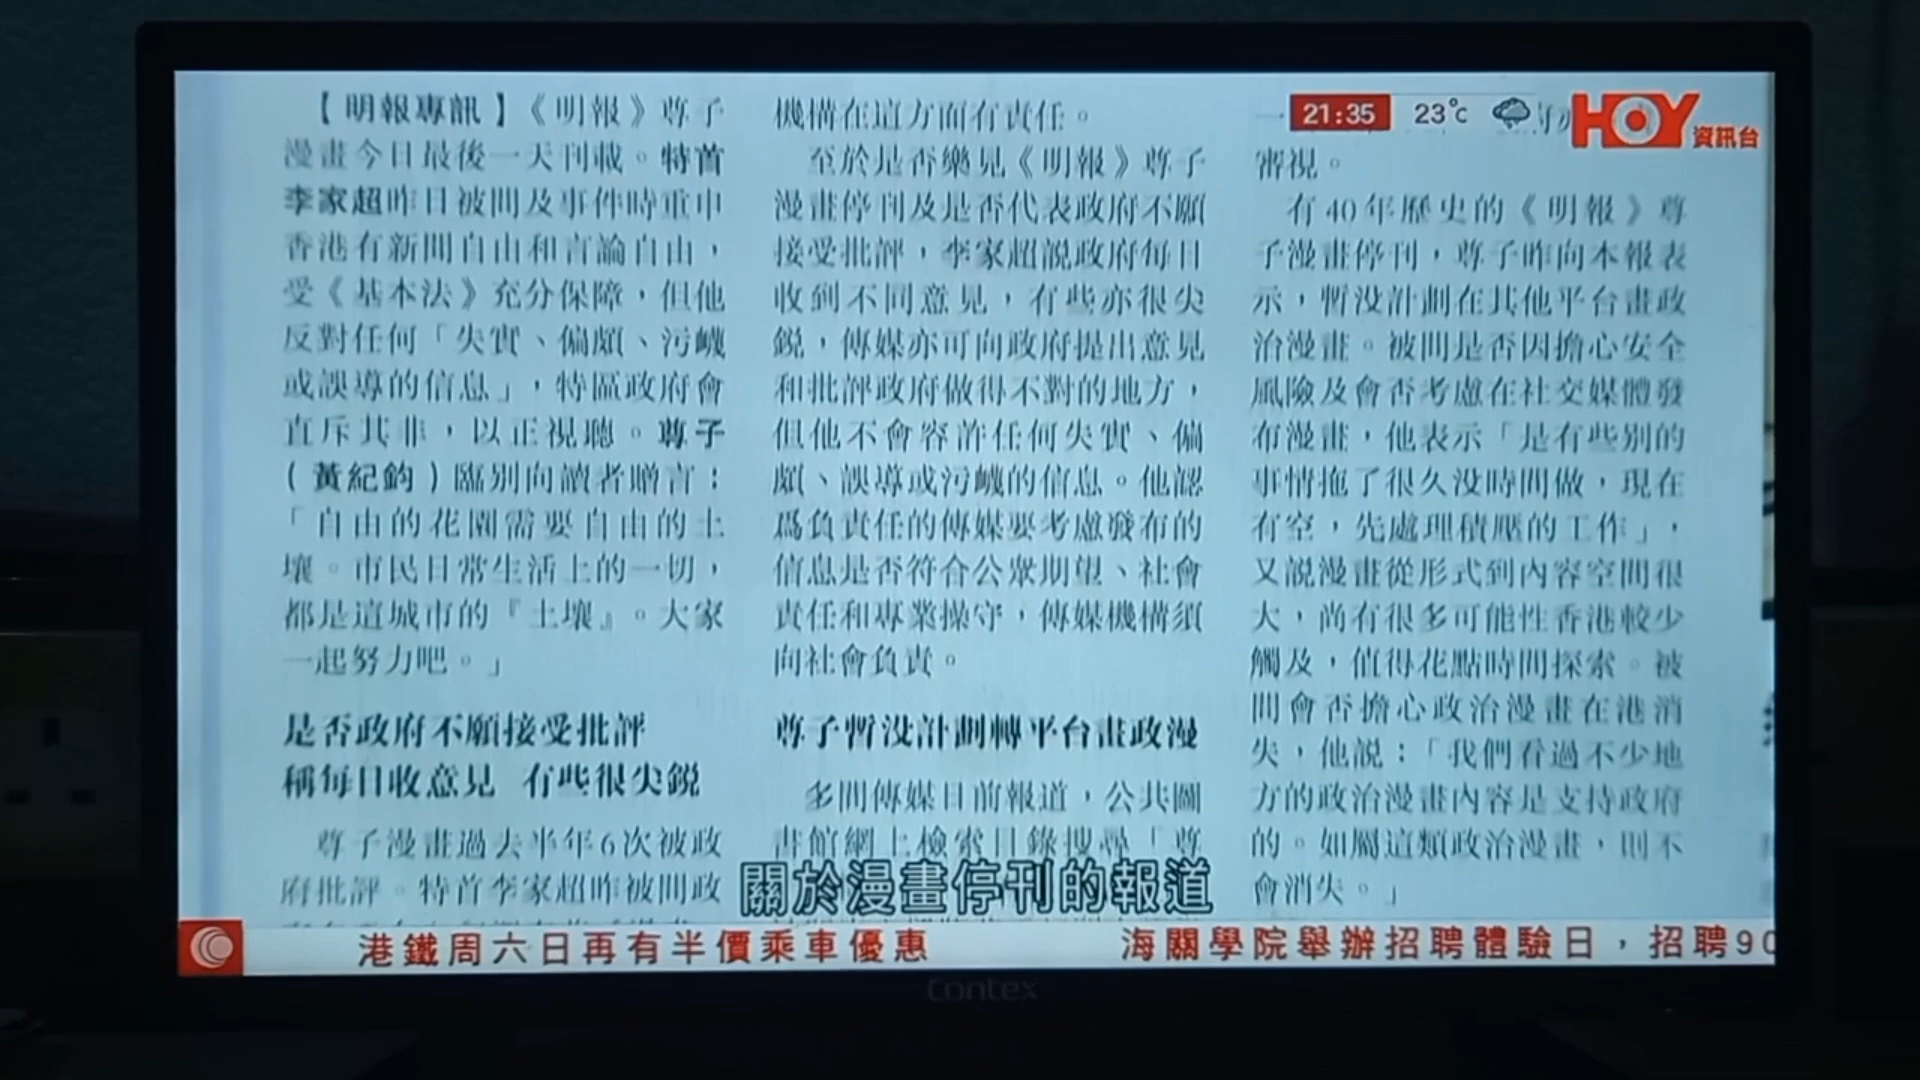 【明報專訊】《明報》尊子
漫畫今日最後一天刊載。特首
李家超昨日被問及事件時重申
香港有新聞自由和言論自由，
受《基本法》充分保障，但他
反對任何「失實、偏頗、污衊
或誤導的信息」，特區政府會
直斥其非，以正視聽。尊子
（黃紀鈞）臨別向讀者贈言：
「自由的花園需要自由的土
壤。市民日常生活上的一切，
都是這城市的『土壤』。大家
一起努力吧。」
是否政府不願接受批評
稱每日收意見 有些很尖銳
尊子漫畫過去半年6次被政
府批評。特首李家超昨被問政
機構在這方面有責任。
至於是否樂見《明報》尊子
漫畫停刊及是否代表政府不願
接受批評，李家超說政府每日
收到不同意見，有些亦很尖
銳，傳媒亦可向政府提出意見
和批評政府做得不對的地方，
但他不會容許任何失實、偏
頗、誤導或污衊的信息。他認
為負責任的傳媒要考慮發布的
信息是否符合公眾期望、社會
責任和專業操守，傳媒機構須
向社會負責。
尊子暫沒計劃轉平台畫政漫
多間傳媒日前報道，公共圖
書館網上檢索目錄搜尋「尊
一
審視。
有40年歷史的《明報》尊
子漫畫停刊，尊子昨向本報表
示，暫沒計劃在其他平台畫政
治漫畫。被問是否因擔心安全
風險及會否考慮在社交媒體發
布漫畫，他表示「是有些別的
事情拖了很久沒時間做，現在
有空，先處理積壓的工作」，
又說漫畫從形式到內容空間很
大，尚有很多可能性香港較少
觸及，值得花點時間探索。被
問會否擔心政治漫畫在港消
失，他說：「我們看過不少地
方的政治漫畫內容是支持政府
的。如屬這類政治漫畫，則不
會消失。」
21:35 23°c
HOY
資訊台
關於漫畫停刊的報道
港鐵周六日再有半價乘車優惠 海關學院舉辦招聘體驗日，招聘90
Contex